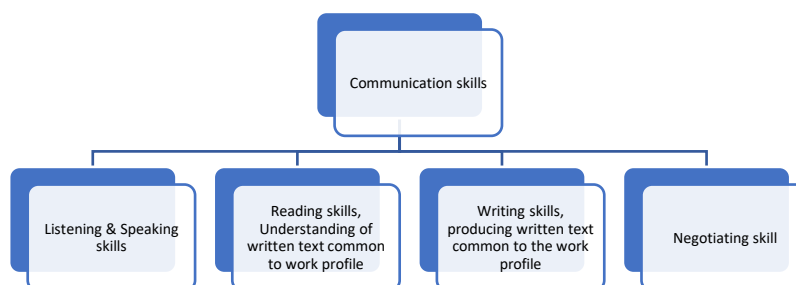 Communication skills
Listening & Speaking
skills
Reading skills,
Understanding of
written text common
to work profile
Writing skills,
producing written text
common to the work
profile
Negotiating skill